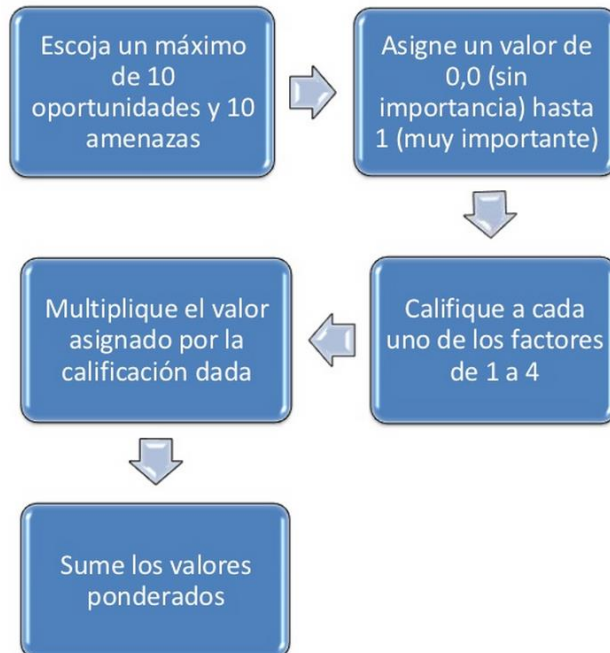 Escoja un máximo
de 10
oportunidades y 10
amenazas
Asigne un valor de
0,0 (sin
importancia) hasta
1 (muy importante)
Califique a cada
uno de los factores
de 1 a 4
Multiplique el valor
asignado por la
calificación dada
Sume los valores
ponderados